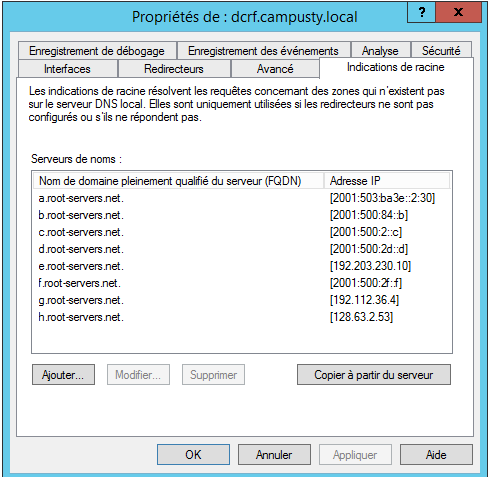 Propriétés de : dcrf.campusty.local
?
x
Enregistrement de débogage Enregistrement des événements Analyse Sécurité
Interfaces Redirecteurs Avancé Indications de racine
Les indications de racine résolvent les requêtes concernant des zones qui n'existent pas
sur le serveur DNS local. Elles sont uniquement utilisées si les redirecteurs ne sont pas
configurés ou s'ils ne répondent pas.
Serveurs de noms :
Nom de domaine pleinement qualifié du serveur (FQDN) Adresse IP
a.root-servers.net. [2001:503:ba3e::2:30]
b.root-servers.net. [2001:500:84::b]
c.root-servers.net. [2001:500:2::c]
d.root-servers.net. [2001:500:2d::d]
e.root-servers.net. [192.203.230.10]
f.root-servers.net. [2001:500:2f::f]
g.root-servers.net. [192.112.36.4]
h.root-servers.net. [128.63.2.53]
Ajouter... Modifier... Supprimer Copier à partir du serveur
OK Annuler Appliquer Aide